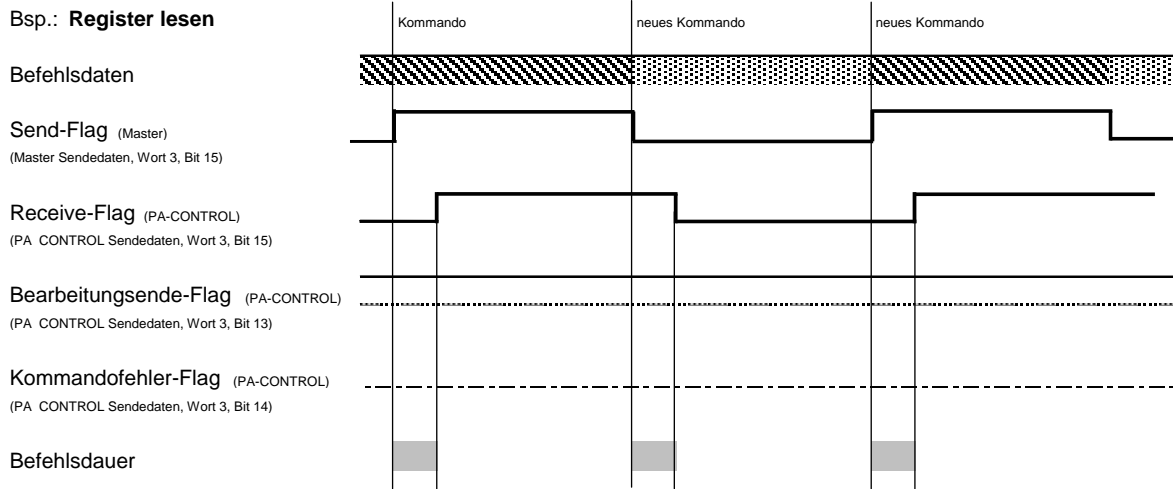 Bsp.: Register lesen
Kommando
neues Kommando
neues Kommando
Befehlsdaten
Send-Flag (Master)
(Master Sendedaten, Wort 3, Bit 15)
Receive-Flag (PA-CONTROL)
(PA CONTROL Sendedaten, Wort 3, Bit 15)
Bearbeitungsende-Flag (PA-CONTROL)
(PA CONTROL Sendedaten, Wort 3, Bit 13)
Kommandofehler-Flag (PA-CONTROL)
(PA CONTROL Sendedaten, Wort 3, Bit 14)
Befehlsdauer